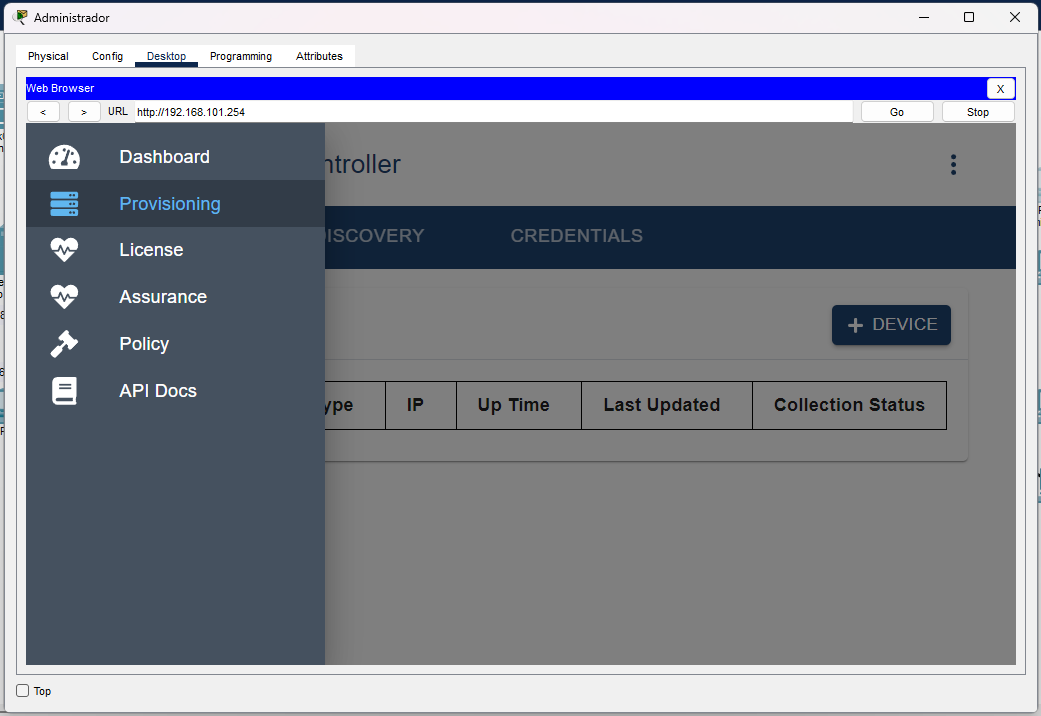 Administrador
Physical Config Desktop Programming Attributes
Web Browser X
< > URL http://192.168.101.254 Go Stop
Dashboard ntroller
Provisioning
ISCOVERY CREDENTIALS
License
Assurance
+ DEVICE
Policy
API Docs
ype IP Up Time Last Updated Collection Status
Top